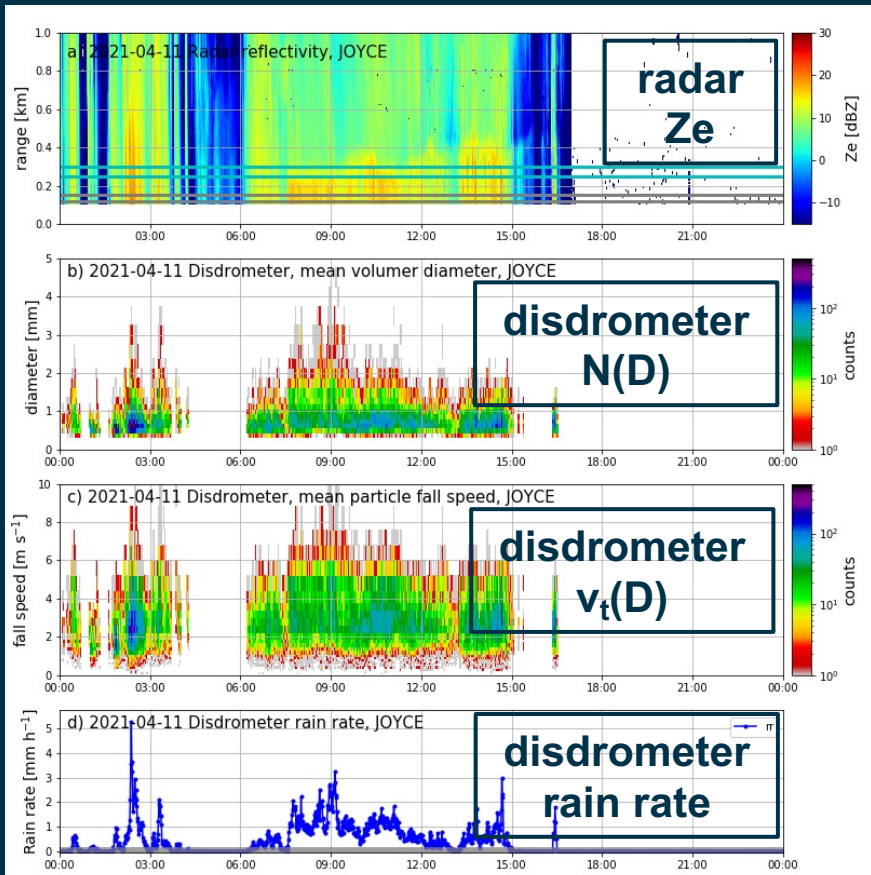 a) 2021-04-11 Radar reflectivity, JOYCE
radar
Ze
range [km]
1.0
0.8
0.6
0.4
0.2
0.0
03:00 06:00 09:00 12:00 15:00 18:00 21:00
30
20
10
0
−10
Ze [dBZ]
b) 2021-04-11 Disdrometer, mean volumer diameter, JOYCE
disdrometer
N(D)
diameter [mm]
5
4
3
2
1
0
00:00 03:00 06:00 09:00 12:00 15:00 18:00 21:00 00:00
10²
10¹
10⁰
counts
c) 2021-04-11 Disdrometer, mean particle fall speed, JOYCE
disdrometer
vₜ(D)
fall speed [m s⁻¹]
10
8
6
4
2
0
00:00 03:00 06:00 09:00 12:00 15:00 18:00 21:00 00:00
10²
10¹
10⁰
counts
d) 2021-04-11 Disdrometer rain rate, JOYCE
rr
disdrometer
rain rate
Rain rate [mm h⁻¹]
5
4
3
2
1
0
00:00 03:00 06:00 09:00 12:00 15:00 18:00 21:00 00:00